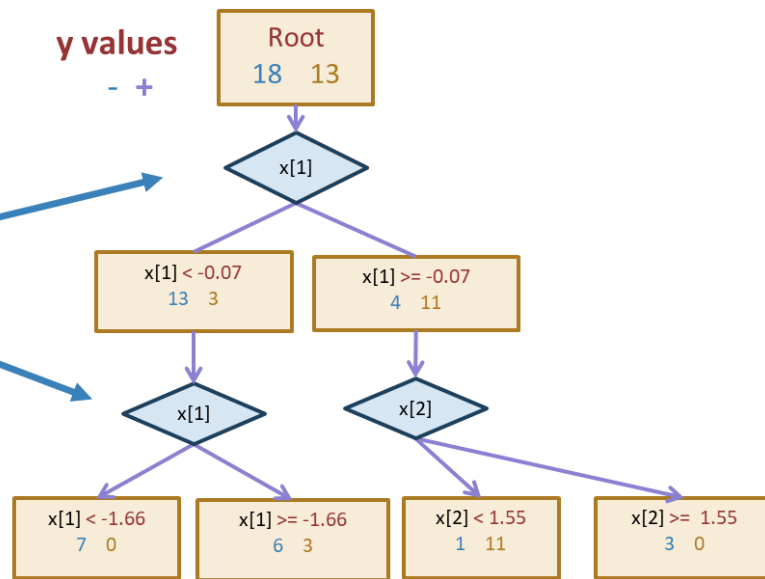 y values
- +
Root
18 13
x[1]
x[1] < -0.07
13 3
x[1] >= -0.07
4 11
x[1]
x[2]
x[1] < -1.66
7 0
x[1] >= -1.66
6 3
x[2] < 1.55
1 11
x[2] >= 1.55
3 0